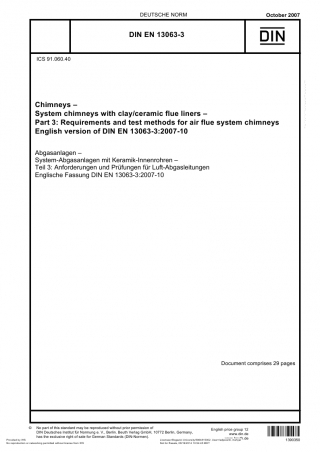 DEUTSCHE NORM
October 2007
DIN EN 13063-3
DIN
ICS 91.060.40
Chimneys –
System chimneys with clay/ceramic flue liners –
Part 3: Requirements and test methods for air flue system chimneys
English version of DIN EN 13063-3:2007-10
Abgasanlagen –
System-Abgasanlagen mit Keramik-Innenrohren –
Teil 3: Anforderungen und Prüfungen für Luft-Abgasleitungen
Englische Fassung DIN EN 13063-3:2007-10
Document comprises 29 pages
© No part of this standard may be reproduced without prior permission of
DIN Deutsches Institut für Normung e. V., Berlin. Beuth Verlag GmbH, 10772 Berlin, Germany,
has the exclusive right of sale for German Standards (DIN-Normen).
English price group 12
www.din.de